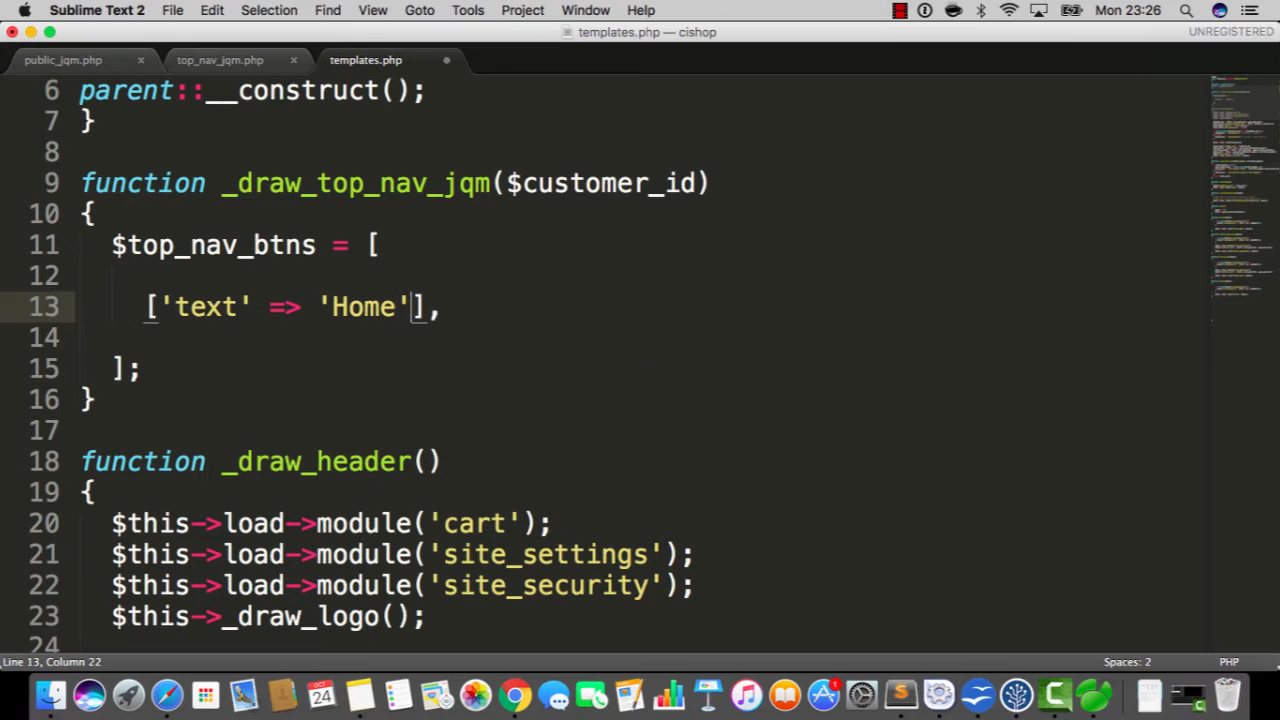 Sublime Text 2 File Edit Selection Find View Goto Tools Project Window Help Mon 23:26
templates.php — cishop UNREGISTERED
public_jqm.php × top_nav_jqm.php × templates.php
6 parent::__construct();
7 }
8
9 function _draw_top_nav_jqm($customer_id)
10 {
11 $top_nav_btns = [
12
13 ['text' => 'Home'],
14
15 ];
16 }
17
18 function _draw_header()
19 {
20 $this->load->module('cart');
21 $this->load->module('site_settings');
22 $this->load->module('site_security');
23 $this->_draw_logo();
24
Line 13, Column 22 Spaces: 2 PHP
OCT
24